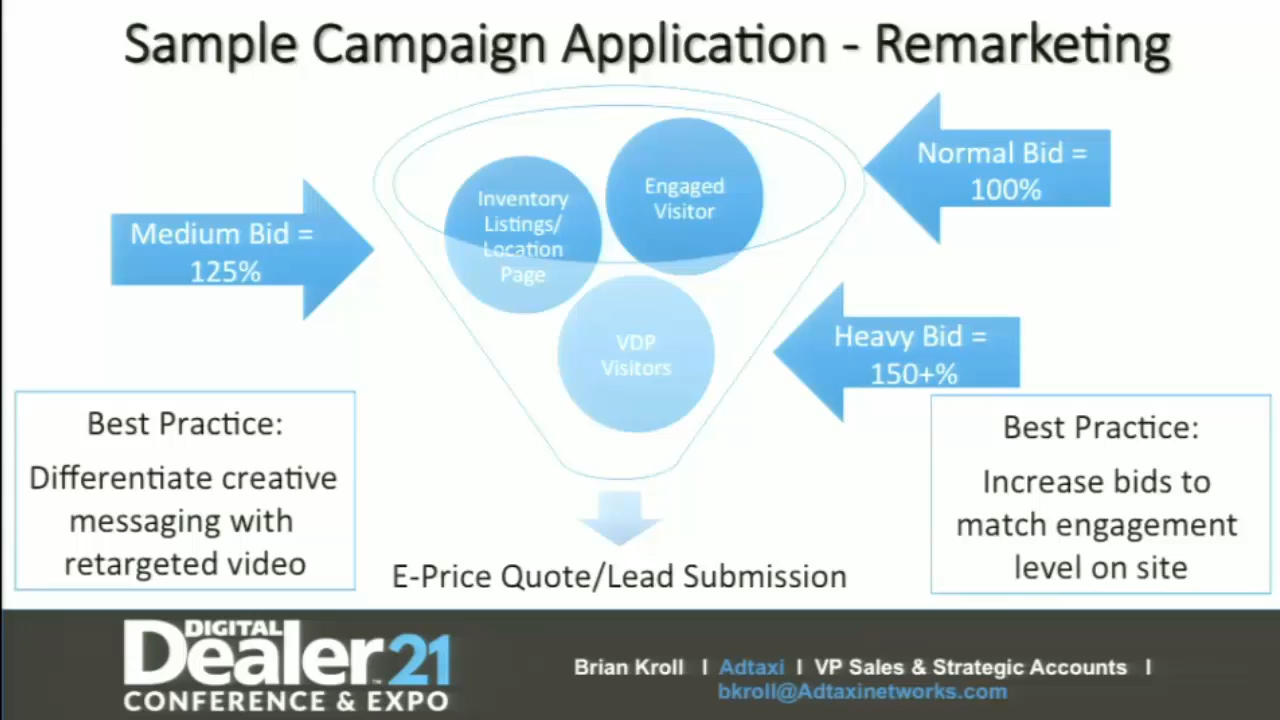 Sample Campaign Application - Remarketing
Normal Bid =
100%
Engaged
Visitor
Inventory
Listings/
Location
Page
Medium Bid =
125%
VDP
Visitors
Heavy Bid =
150+%
Best Practice:
Differentiate creative
messaging with
retargeted video
Best Practice:
Increase bids to
match engagement
level on site
E-Price Quote/Lead Submission
DIGITAL
Dealer 21
CONFERENCE & EXPO
Brian Kroll | Adtaxi | VP Sales & Strategic Accounts |
bkroll@Adtaxinetworks.com